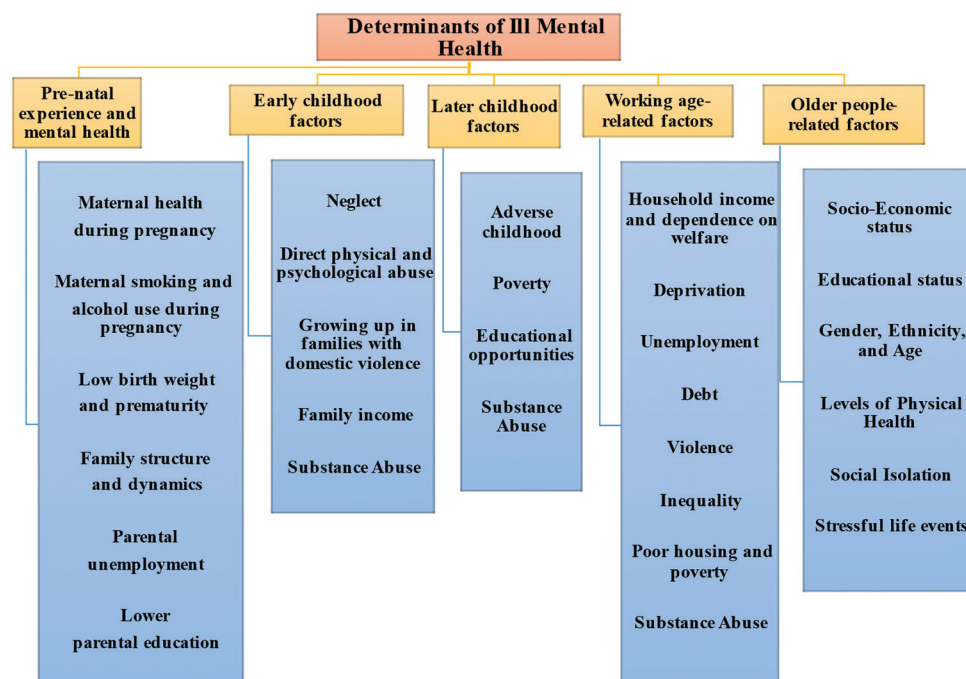 Determinants of Ill Mental
Health
Pre-natal
experience and
mental health
Early childhood
factors
Later childhood
factors
Working age-
related factors
Older people-
related factors
Maternal health
during pregnancy
Maternal smoking and
alcohol use during
pregnancy
Low birth weight
and prematurity
Family structure
and dynamics
Parental
unemployment
Lower
parental education
Neglect
Direct physical and
psychological abuse
Growing up in
families with
domestic violence
Family income
Substance Abuse
Adverse
childhood
Poverty
Educational
opportunities
Substance
Abuse
Household income
and dependence on
welfare
Deprivation
Unemployment
Debt
Violence
Inequality
Poor housing and
poverty
Substance Abuse
Socio-Economic
status
Educational status
Gender, Ethnicity,
and Age
Levels of Physical
Health
Social Isolation
Stressful life events